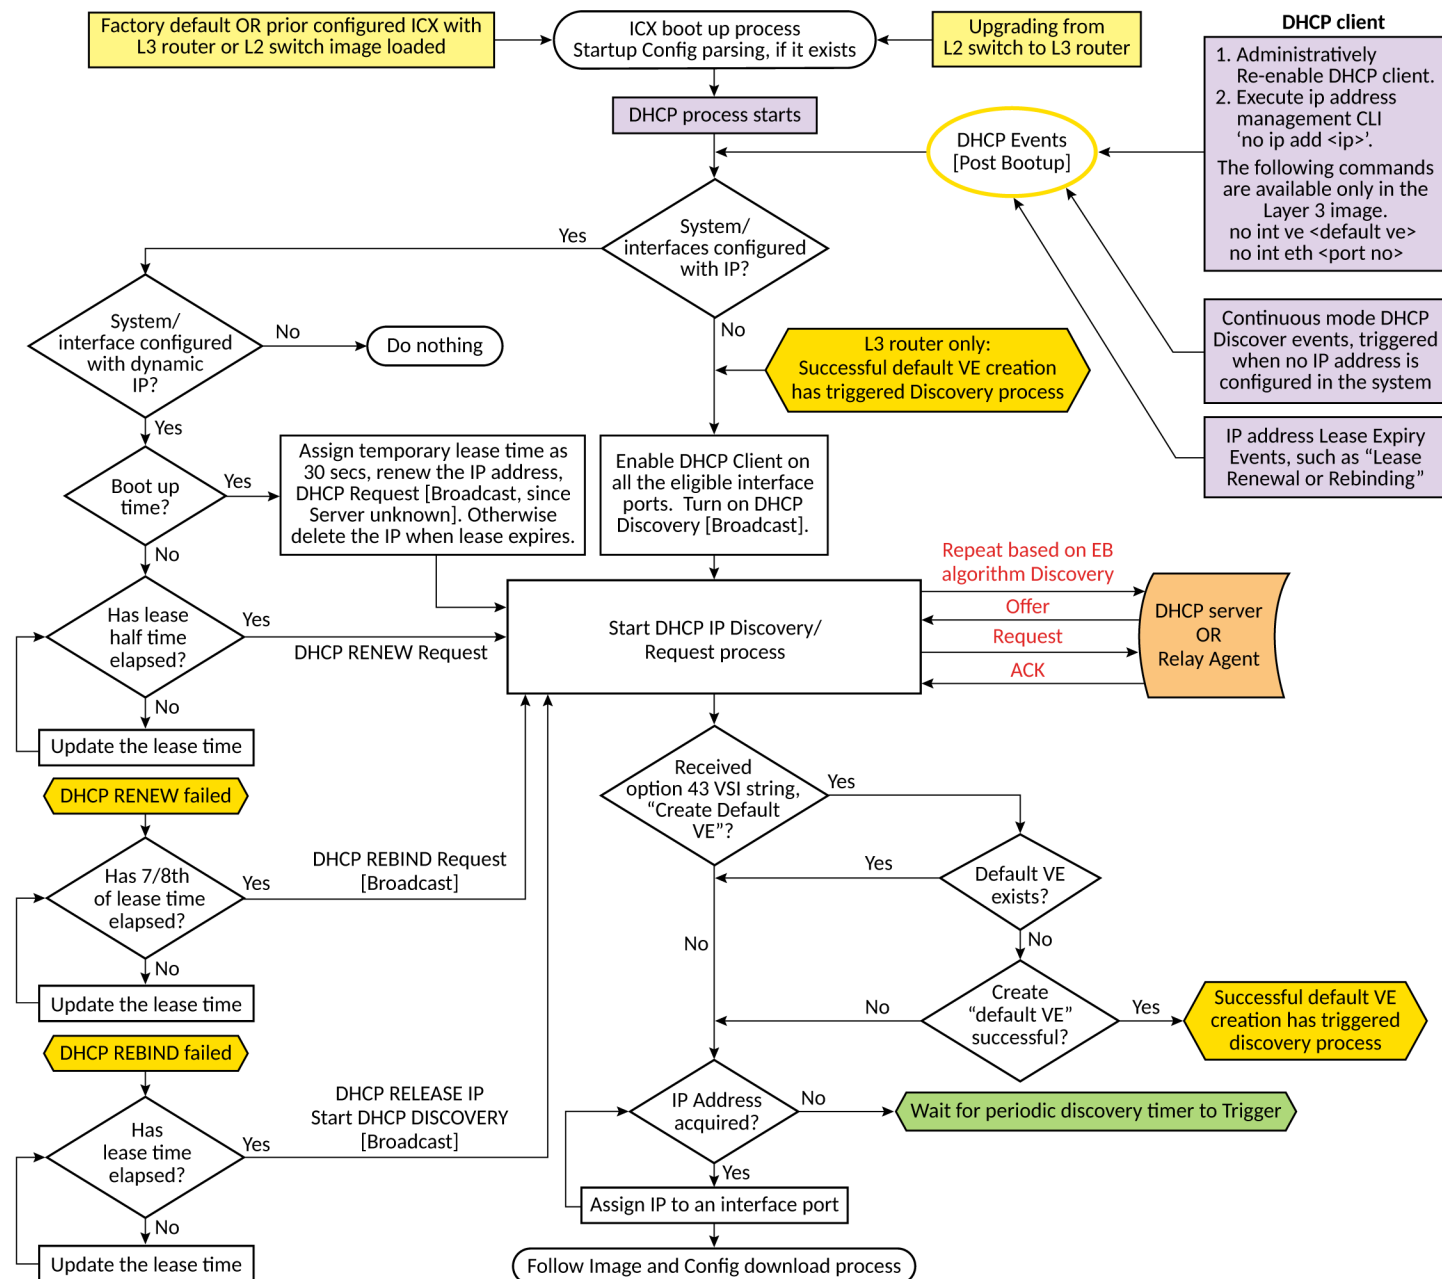 Factory default OR prior configured ICX with
L3 router or L2 switch image loaded
ICX boot up process
Startup Config parsing, if it exists
Upgrading from
L2 switch to L3 router
DHCP client
1. Administratively
Re-enable DHCP client.
2. Execute ip address
management CLI
‘no ip add <ip>’.
The following commands
are available only in the
Layer 3 image.
no int ve <default ve>
no int eth <port no>
DHCP process starts
DHCP Events
[Post Bootup]
System/
interfaces configured
with IP?
Yes
No
System/
interface configured
with dynamic
IP?
No
Do nothing
Yes
L3 router only:
Successful default VE creation
has triggered Discovery process
Continuous mode DHCP
Discover events, triggered
when no IP address is
configured in the system
IP address Lease Expiry
Events, such as “Lease
Renewal or Rebinding”
Boot up
time?
Yes
No
Assign temporary lease time as
30 secs, renew the IP address,
DHCP Request [Broadcast, since
Server unknown]. Otherwise
delete the IP when lease expires.
Enable DHCP Client on
all the eligible interface
ports.  Turn on DHCP
Discovery [Broadcast].
Has lease
half time
elapsed?
Yes
DHCP RENEW Request
No
Update the lease time
Start DHCP IP Discovery/
Request process
Repeat based on EB
algorithm Discovery
Offer
Request
ACK
DHCP server
OR
Relay Agent
DHCP RENEW failed
Has 7/8th
of lease time
elapsed?
Yes
DHCP REBIND Request
[Broadcast]
No
Update the lease time
Received
option 43 VSI string,
“Create Default
VE”?
Yes
No
Default VE
exists?
Yes
No
Create
“default VE”
successful?
No
Yes
Successful default VE
creation has triggered
discovery process
DHCP REBIND failed
Has
lease time
elapsed?
Yes
DHCP RELEASE IP
Start DHCP DISCOVERY
[Broadcast]
No
Update the lease time
IP Address
acquired?
No
Wait for periodic discovery timer to Trigger
Yes
Assign IP to an interface port
Follow Image and Config download process